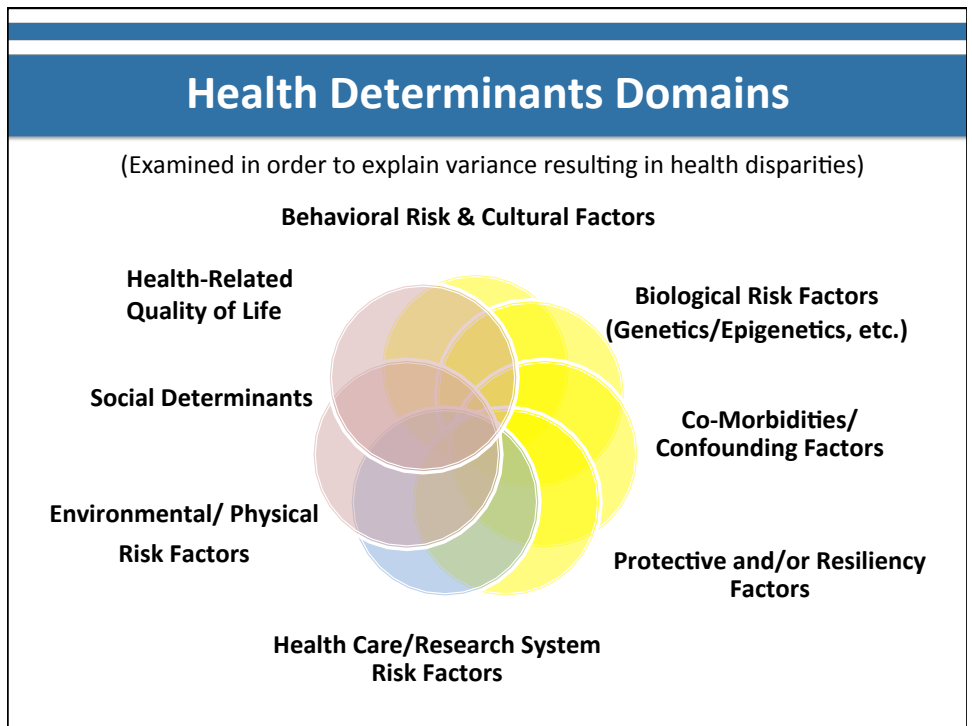 Health Determinants Domains
(Examined in order to explain variance resulting in health disparities)
Behavioral Risk & Cultural Factors
Health-Related
Quality of Life
Biological Risk Factors
(Genetics/Epigenetics, etc.)
Social Determinants
Co-Morbidities/
Confounding Factors
Environmental/ Physical
Risk Factors
Protective and/or Resiliency
Factors
Health Care/Research System
Risk Factors